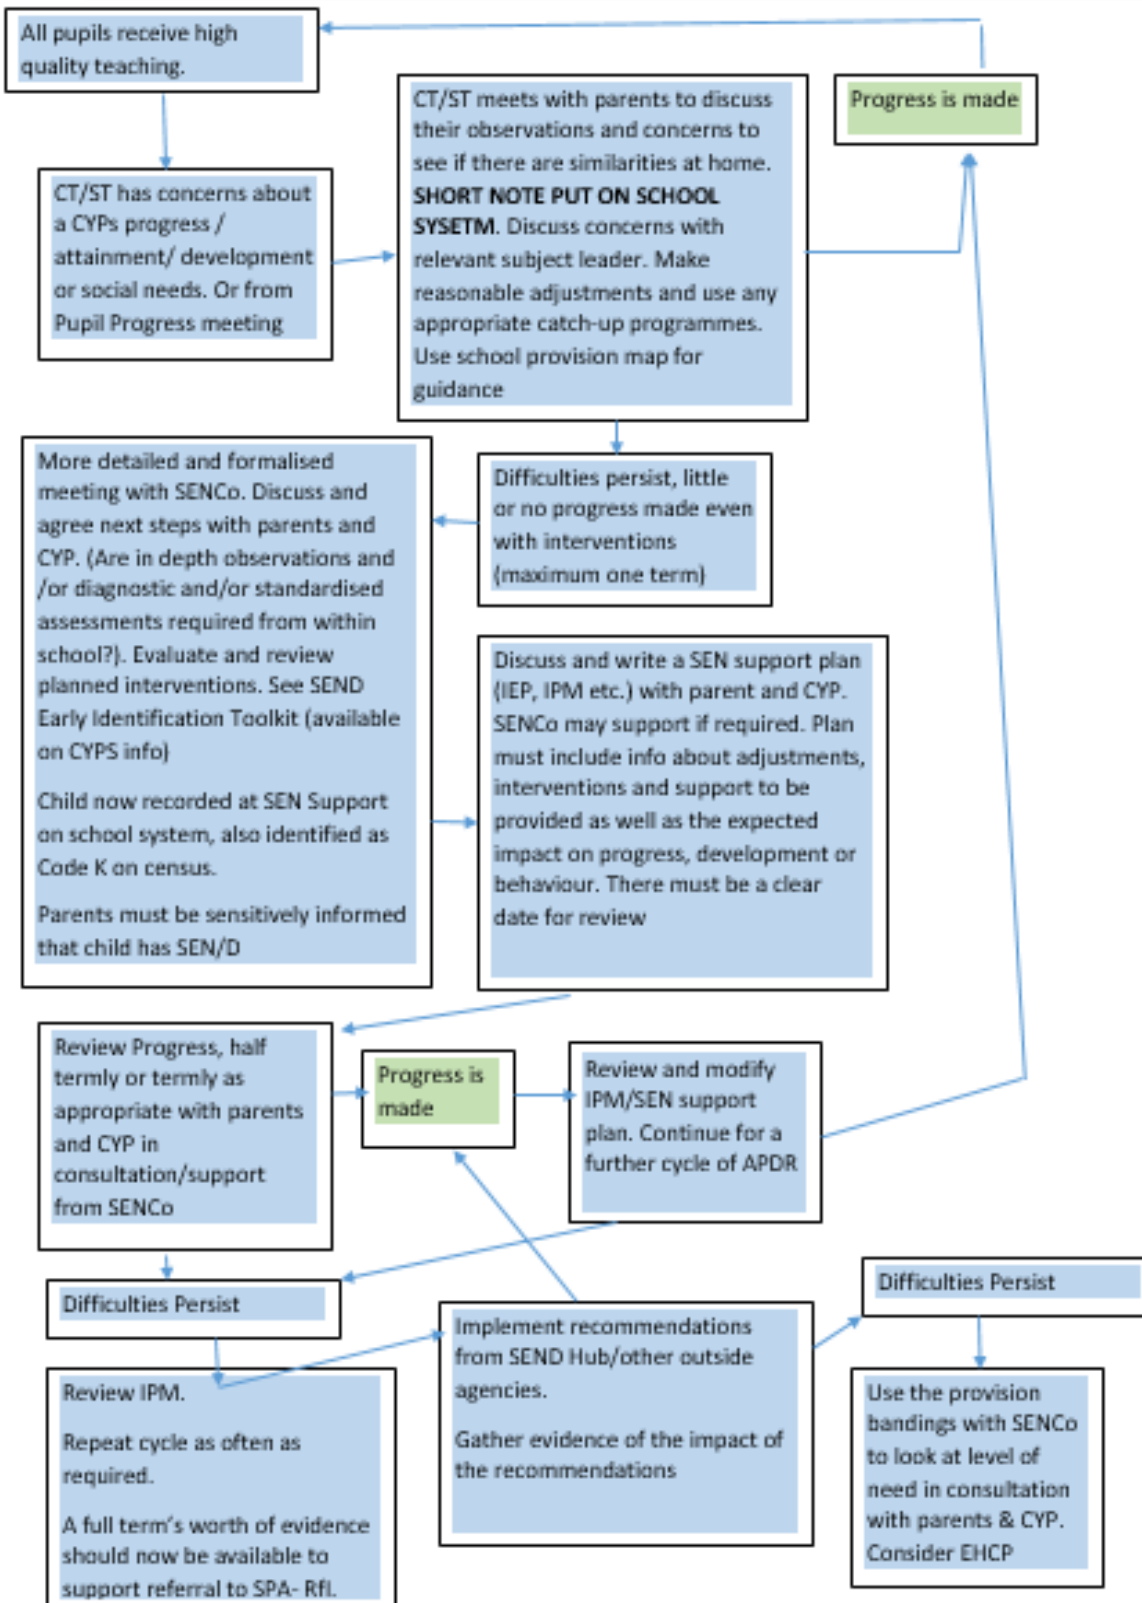 All pupils receive high
quality teaching.
CT/ST has concerns about
a CYPs progress /
attainment/ development
or social needs. Or from
Pupil Progress meeting
CT/ST meets with parents to discuss
their observations and concerns to
see if there are similarities at home.
SHORT NOTE PUT ON SCHOOL
SYSETM. Discuss concerns with
relevant subject leader. Make
reasonable adjustments and use any
appropriate catch-up programmes.
Use school provision map for
guidance
Progress is made
Difficulties persist, little
or no progress made even
with interventions
(maximum one term)
More detailed and formalised
meeting with SENCo. Discuss and
agree next steps with parents and
CYP. (Are in depth observations and
/or diagnostic and/or standardised
assessments required from within
school?). Evaluate and review
planned interventions. See SEND
Early Identification Toolkit (available
on CYPS info)
Child now recorded at SEN Support
on school system, also identified as
Code K on census.
Parents must be sensitively informed
that child has SEN/D
Discuss and write a SEN support plan
(IEP, IPM etc.) with parent and CYP.
SENCo may support if required. Plan
must include info about adjustments,
interventions and support to be
provided as well as the expected
impact on progress, development or
behaviour. There must be a clear
date for review
Review Progress, half
termly or termly as
appropriate with parents
and CYP in
consultation/support
from SENCo
Progress is
made
Review and modify
IPM/SEN support
plan. Continue for a
further cycle of APDR
Difficulties Persist
Review IPM.
Repeat cycle as often as
required.
A full term's worth of evidence
should now be available to
support referral to SPA- RfI.
Implement recommendations
from SEND Hub/other outside
agencies.
Gather evidence of the impact of
the recommendations
Difficulties Persist
Use the provision
bandings with SENCo
to look at level of
need in consultation
with parents & CYP.
Consider EHCP